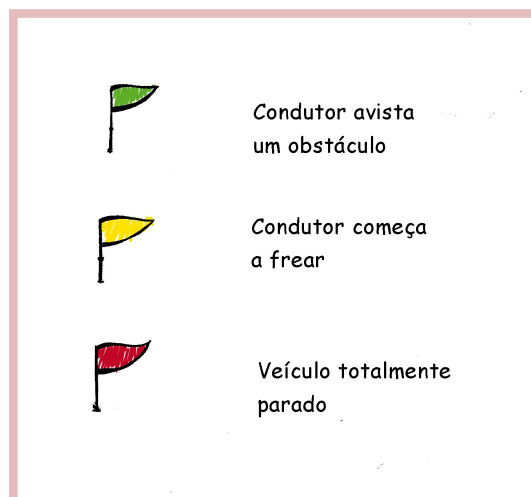 Condutor avista
um obstáculo
Condutor começa
a frear
Veículo totalmente
parado